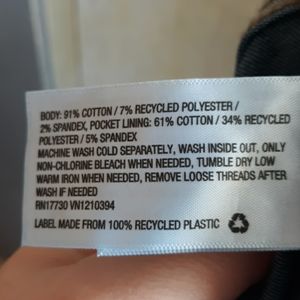 BODY: 91% COTTON / 7% RECYCLED POLYESTER /
2% SPANDEX, POCKET LINING: 61% COTTON / 34% RECYCLED
POLYESTER / 5% SPANDEX
MACHINE WASH COLD SEPARATELY, WASH INSIDE OUT, ONLY
NON-CHLORINE BLEACH WHEN NEEDED, TUMBLE DRY LOW
WARM IRON WHEN NEEDED, REMOVE LOOSE THREADS AFTER
WASH IF NEEDED
RN17730 VN1210394
LABEL MADE FROM 100% RECYCLED PLASTIC